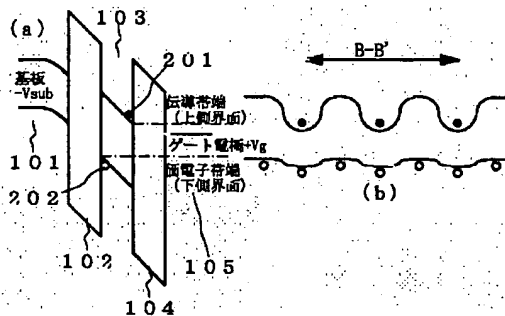 (a)
103
201
B-B'
基板
-Vsub
伝導帯端
(上側界面)
ゲート電極+Vg
価電子帯端
(下側界面)
101
202
102
105
104
(b)